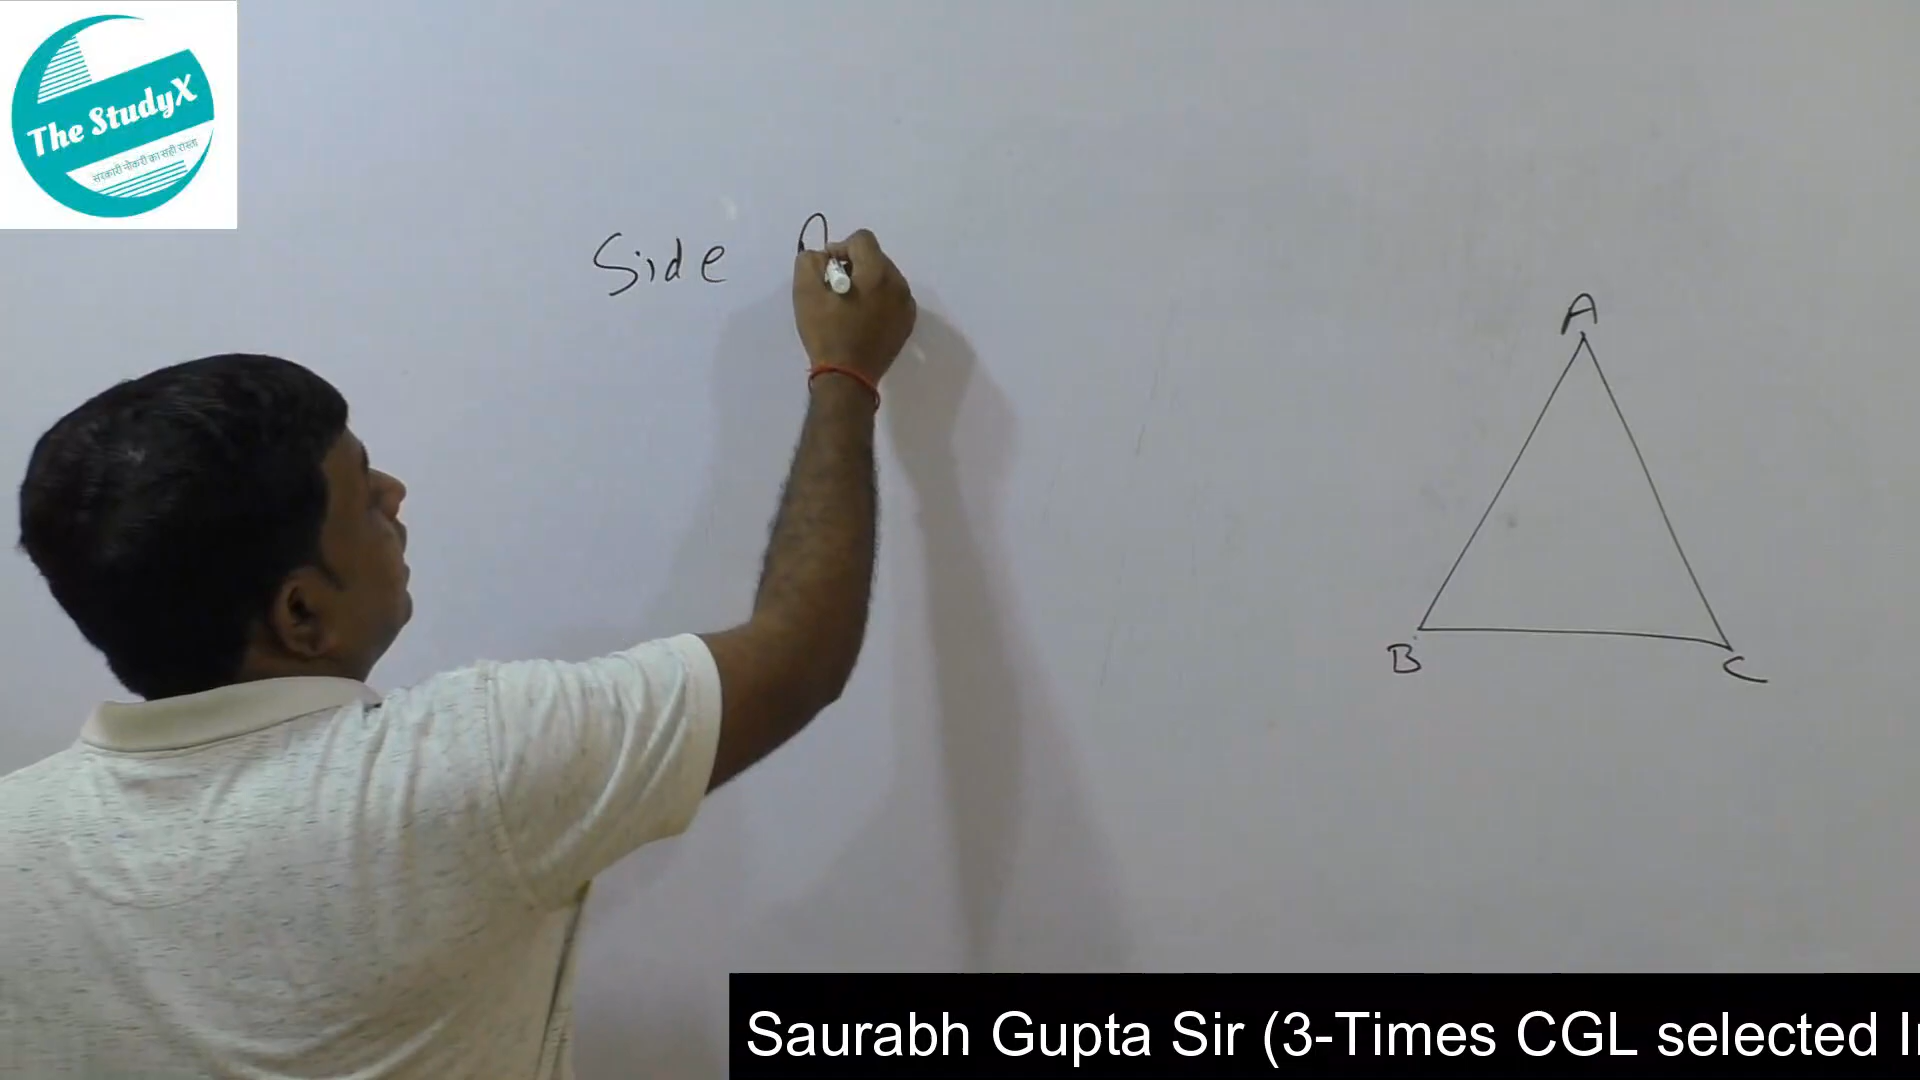 The StudyX
सरकारी नौकरी का सही रास्ता
Side A
A
B
C
Saurabh Gupta Sir (3-Times CGL selected I